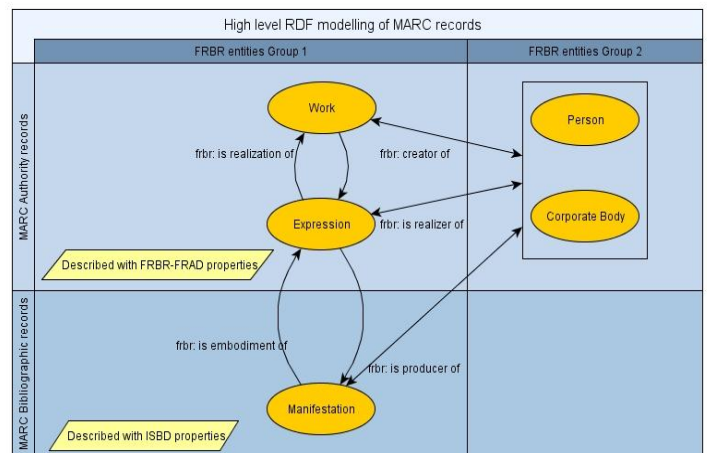 High level RDF modelling of MARC records
FRBR entities Group 1
FRBR entities Group 2
MARC Authority records
Work
Person
frbr: is realization of
frbr: creator of
Expression
Corporate Body
frbr: is realizer of
Described with FRBR-FRAD properties
MARC Bibliographic records
frbr: is embodiment of
frbr: is producer of
Manifestation
Described with ISBD properties